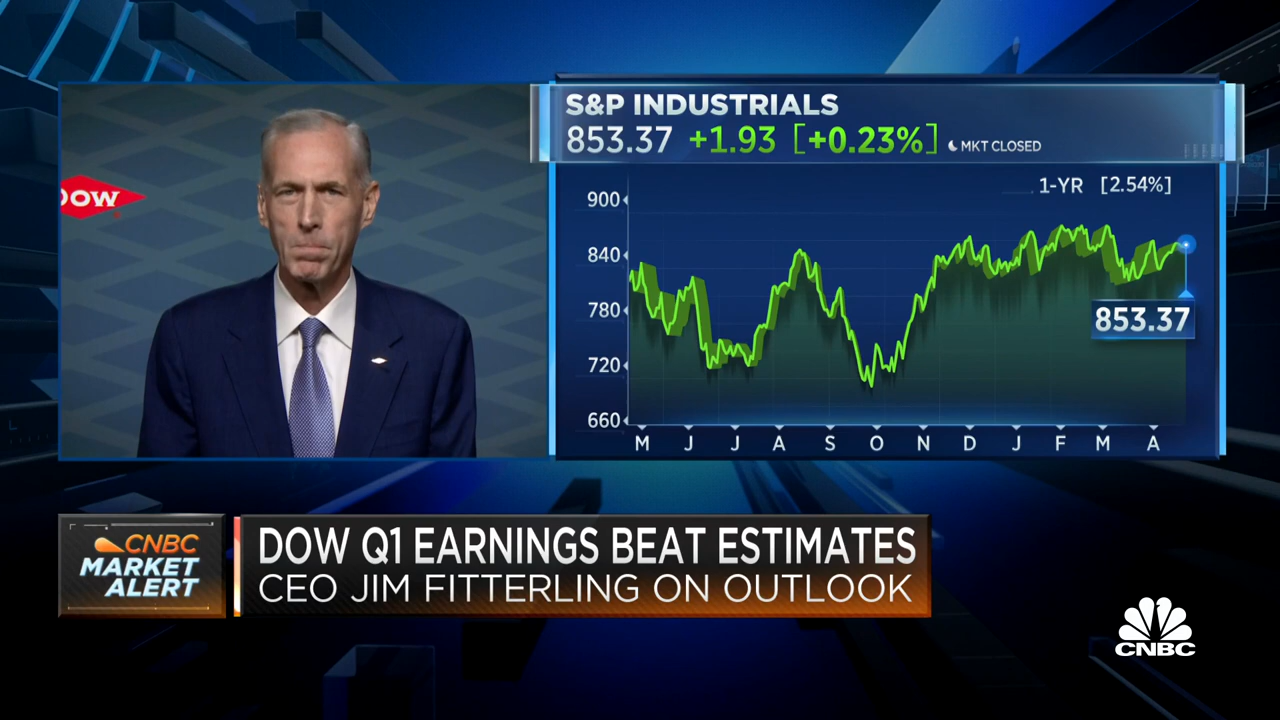 DOW
S&P INDUSTRIALS
853.37 +1.93 [+0.23%] MKT CLOSED
1-YR [2.54%]
900
840
780
720
660
853.37
M J J A S O N D J F M A
CNBC
MARKET
ALERT
DOW Q1 EARNINGS BEAT ESTIMATES
CEO JIM FITTERLING ON OUTLOOK
CNBC